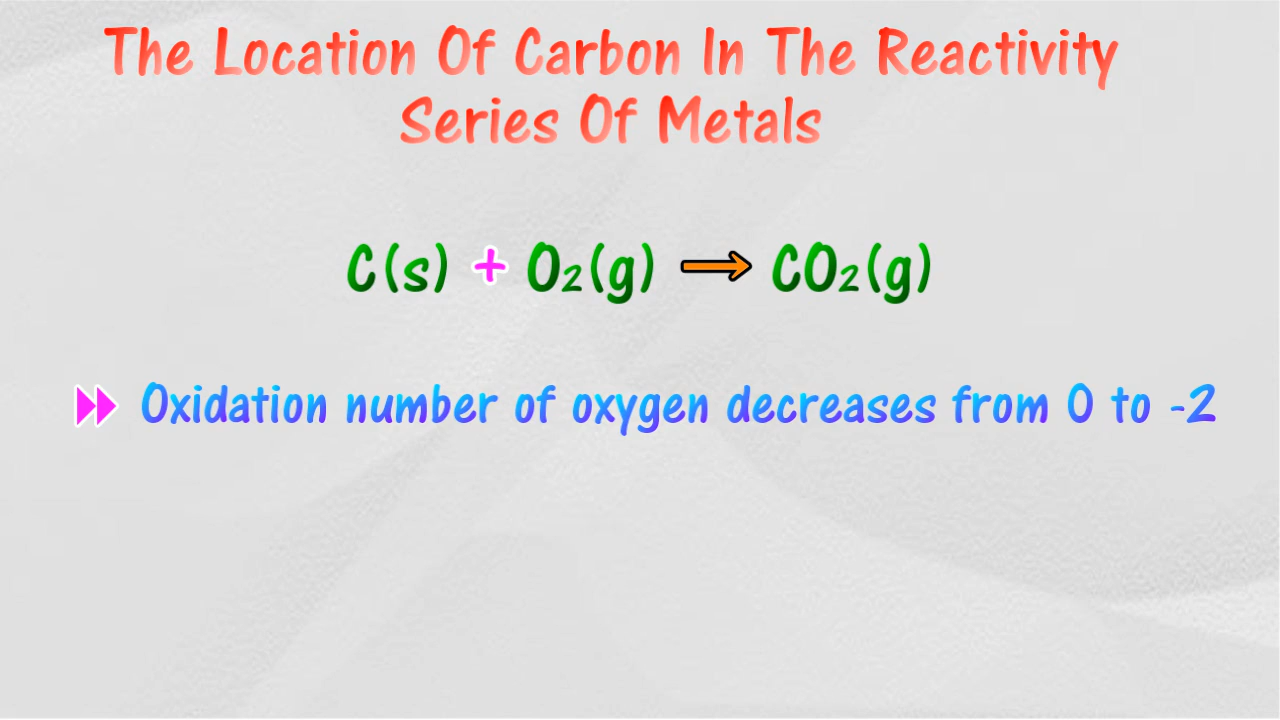 The Location Of Carbon In The Reactivity
Series Of Metals
C(s) + O₂(g) → CO₂(g)
Oxidation number of oxygen decreases from 0 to -2